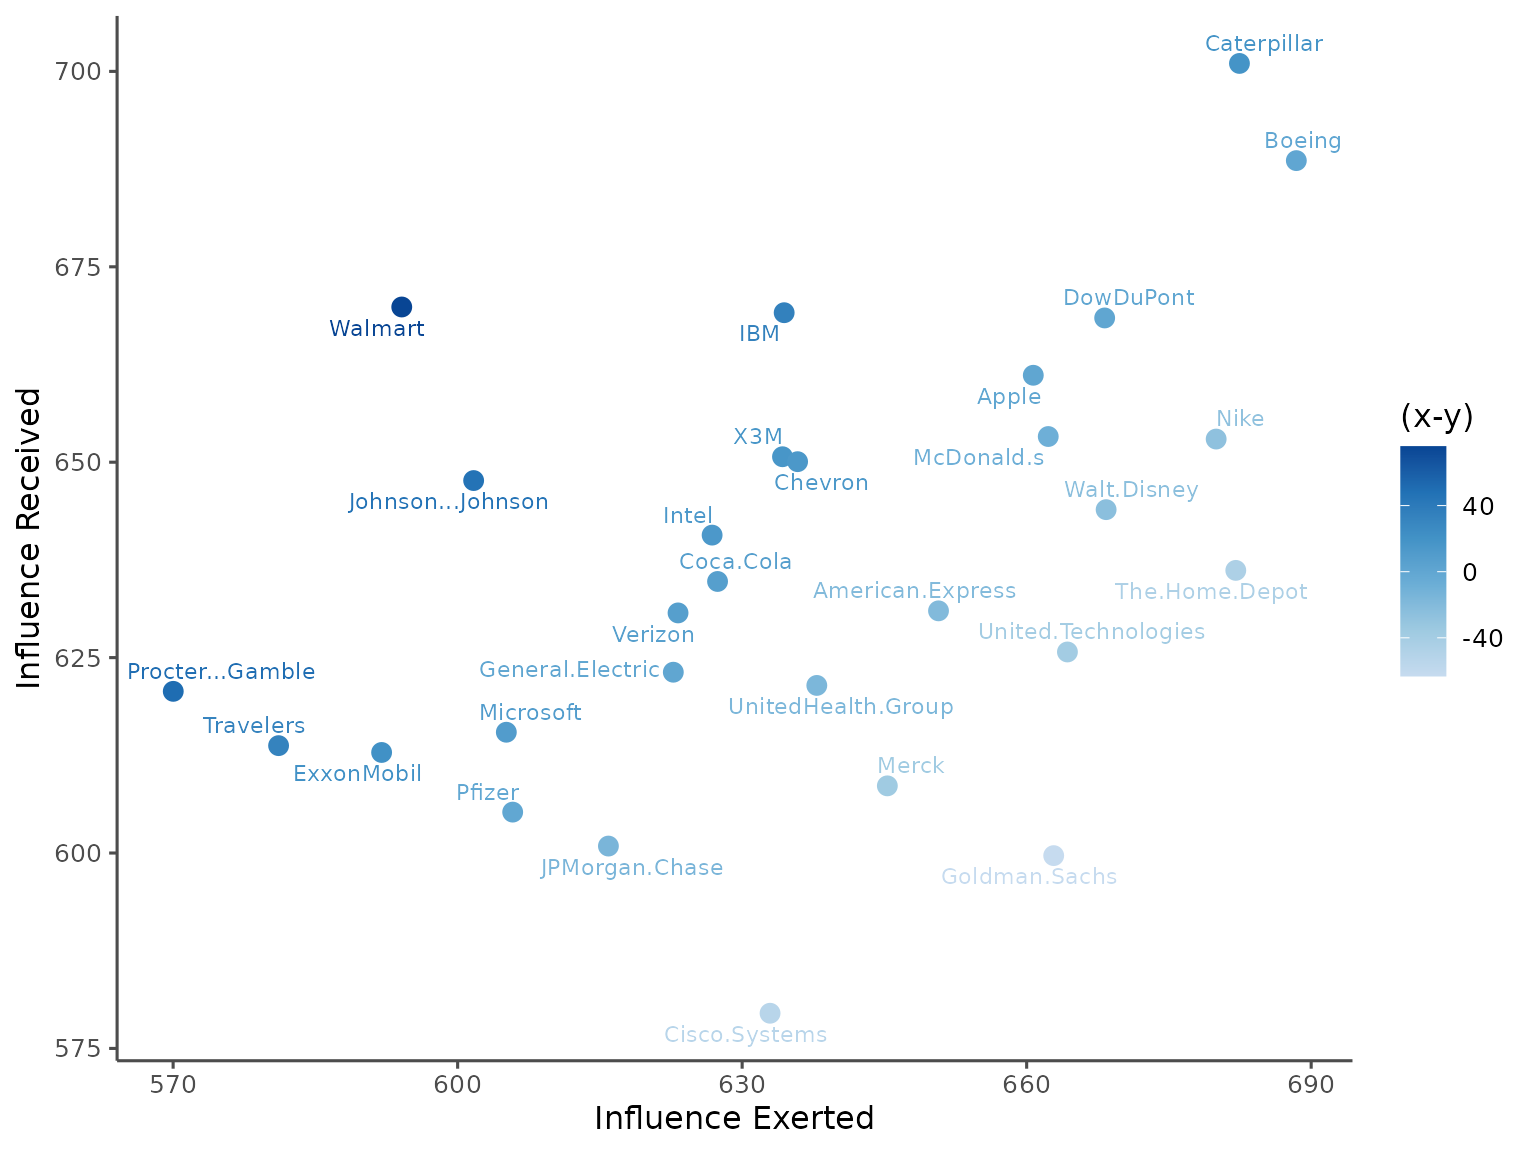 Caterpillar
700
Boeing
675
DowDuPont
Walmart
IBM
Apple
(x-y)
Nike
X3M
McDonald.s
650
Chevron
Walt.Disney
Johnson...Johnson
40
Intel
Coca.Cola
0
American.Express
The.Home.Depot
Verizon
United.Technologies
-40
625
General.Electric
Procter...Gamble
UnitedHealth.Group
Microsoft
Travelers
ExxonMobil
Merck
Pfizer
600
JPMorgan.Chase
Goldman.Sachs
Cisco.Systems
575
Influence Received
570 600 630 660 690
Influence Exerted